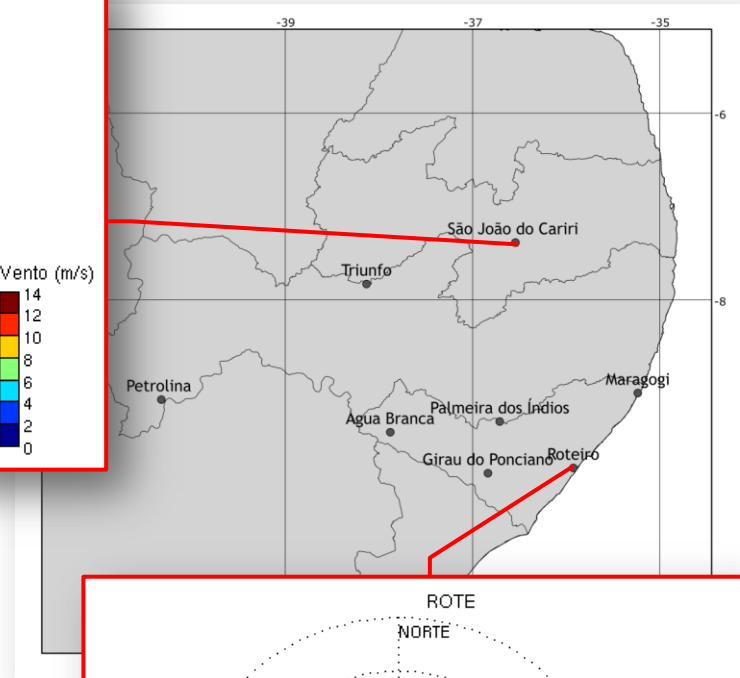 -39
-37
-35
-6
São João do Cariri
Vento (m/s)
Triunfo
14
12
10
8
6
4
2
0
-8
Petrolina
Maragogi
Palmeira dos Índios
Agua Branca
Roteiro
Girau do Ponciano
ROTE
NORTE